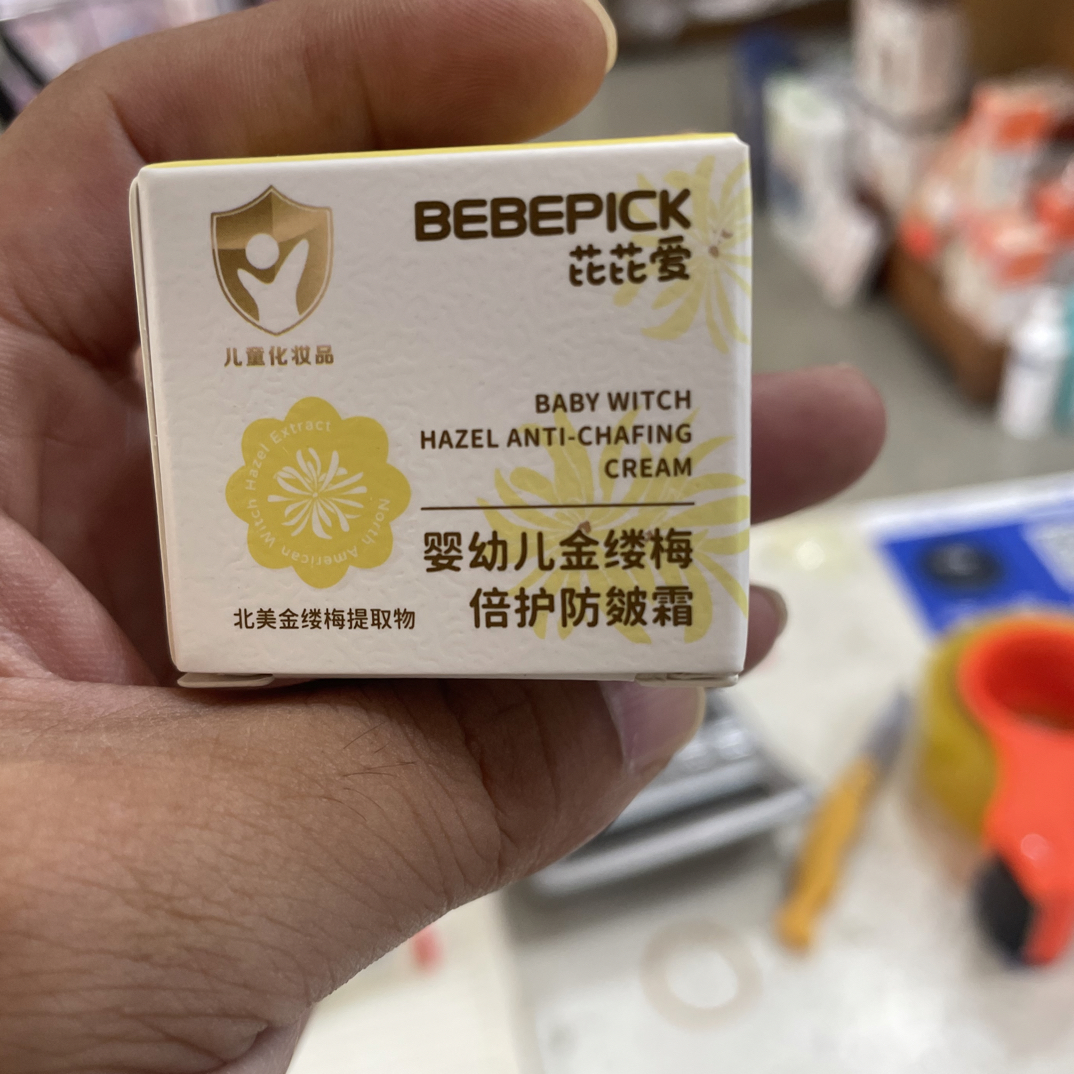 BEBEPICK
芘芘爱
儿童化妆品
BABY WITCH
HAZEL ANTI-CHAFING
CREAM
North American Witch Hazel Extract
婴幼儿金缕梅
倍护防皴霜
北美金缕梅提取物